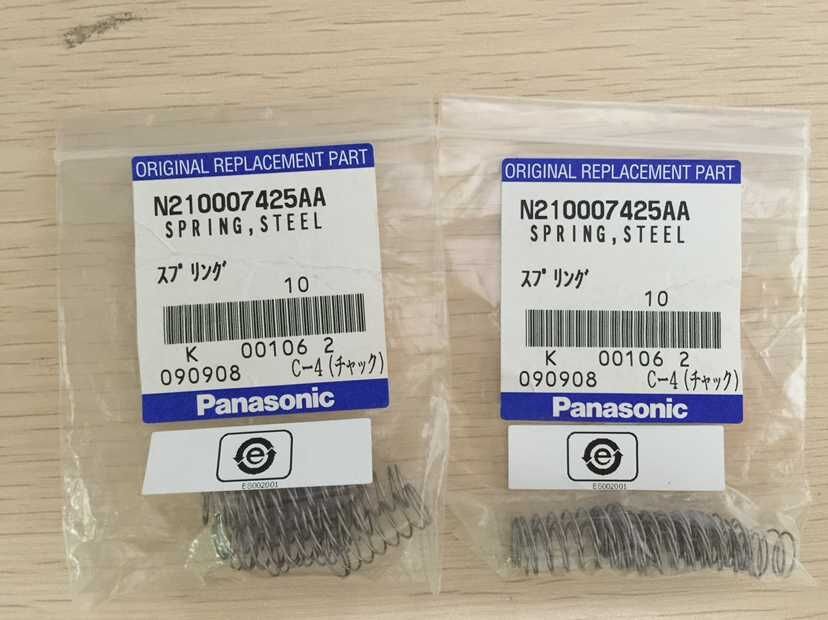 ORIGINAL REPLACEMENT PART
N210007425AA
SPRING,STEEL
スプリング
10
K 00106 2
090908 C-4(チャック)
Panasonic
e
ES002001
ORIGINAL REPLACEMENT PART
N210007425AA
SPRING,STEEL
スプリング
10
K 00106 2
090908 C-4(チャック)
Panasonic
e
ES002001